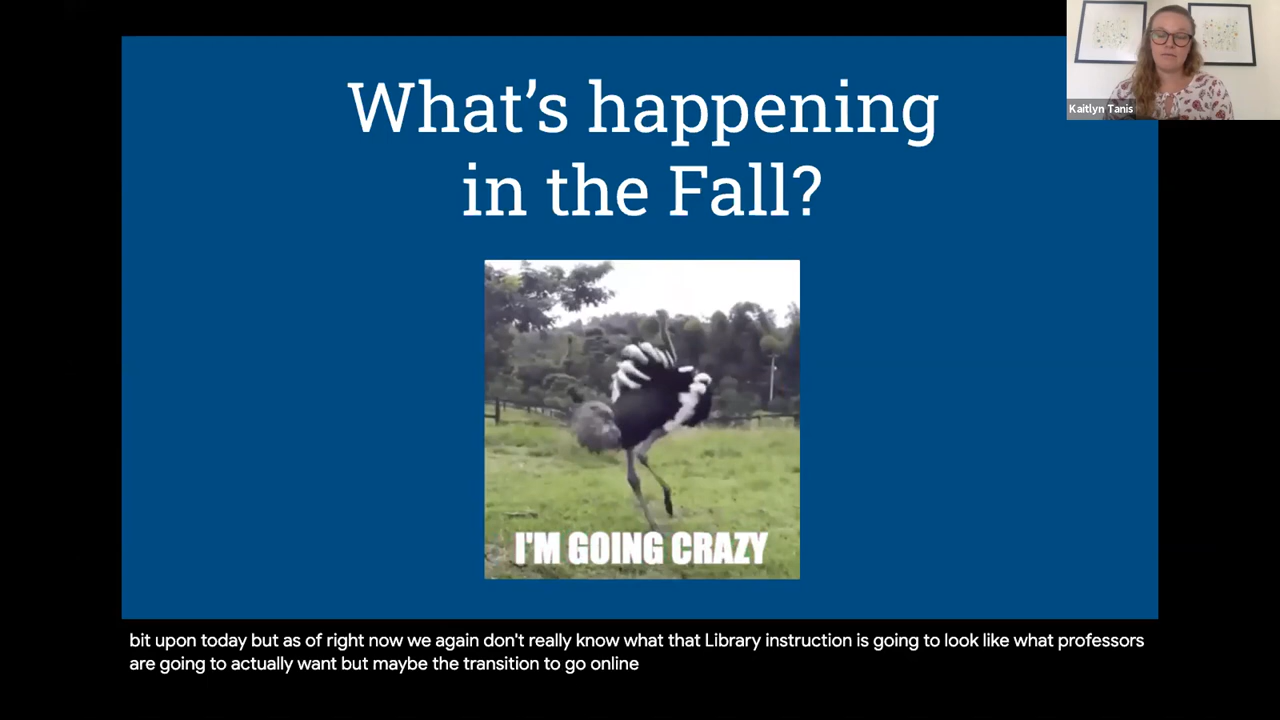 What's happening
in the Fall?
Kaitlyn Tanis
I'M GOING CRAZY
bit upon today but as of right now we again don't really know what that Library instruction is going to look like what professors
are going to actually want but maybe the transition to go online